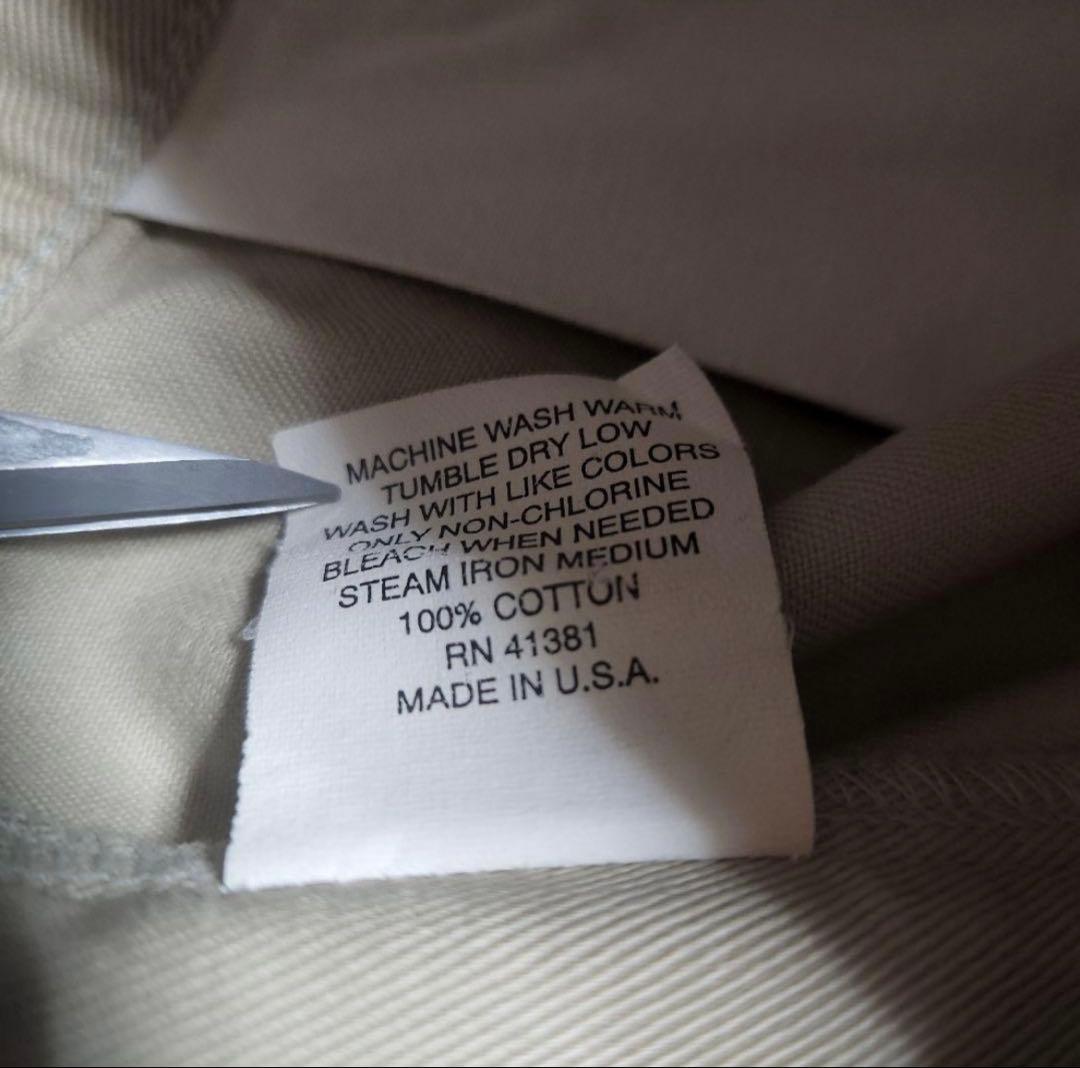 MACHINE WASH WARM
TUMBLE DRY LOW
WASH WITH LIKE COLORS
ONLY NON-CHLORINE
BLEACH WHEN NEEDED
STEAM IRON MEDIUM
100% COTTON
RN 41381
MADE IN U.S.A.